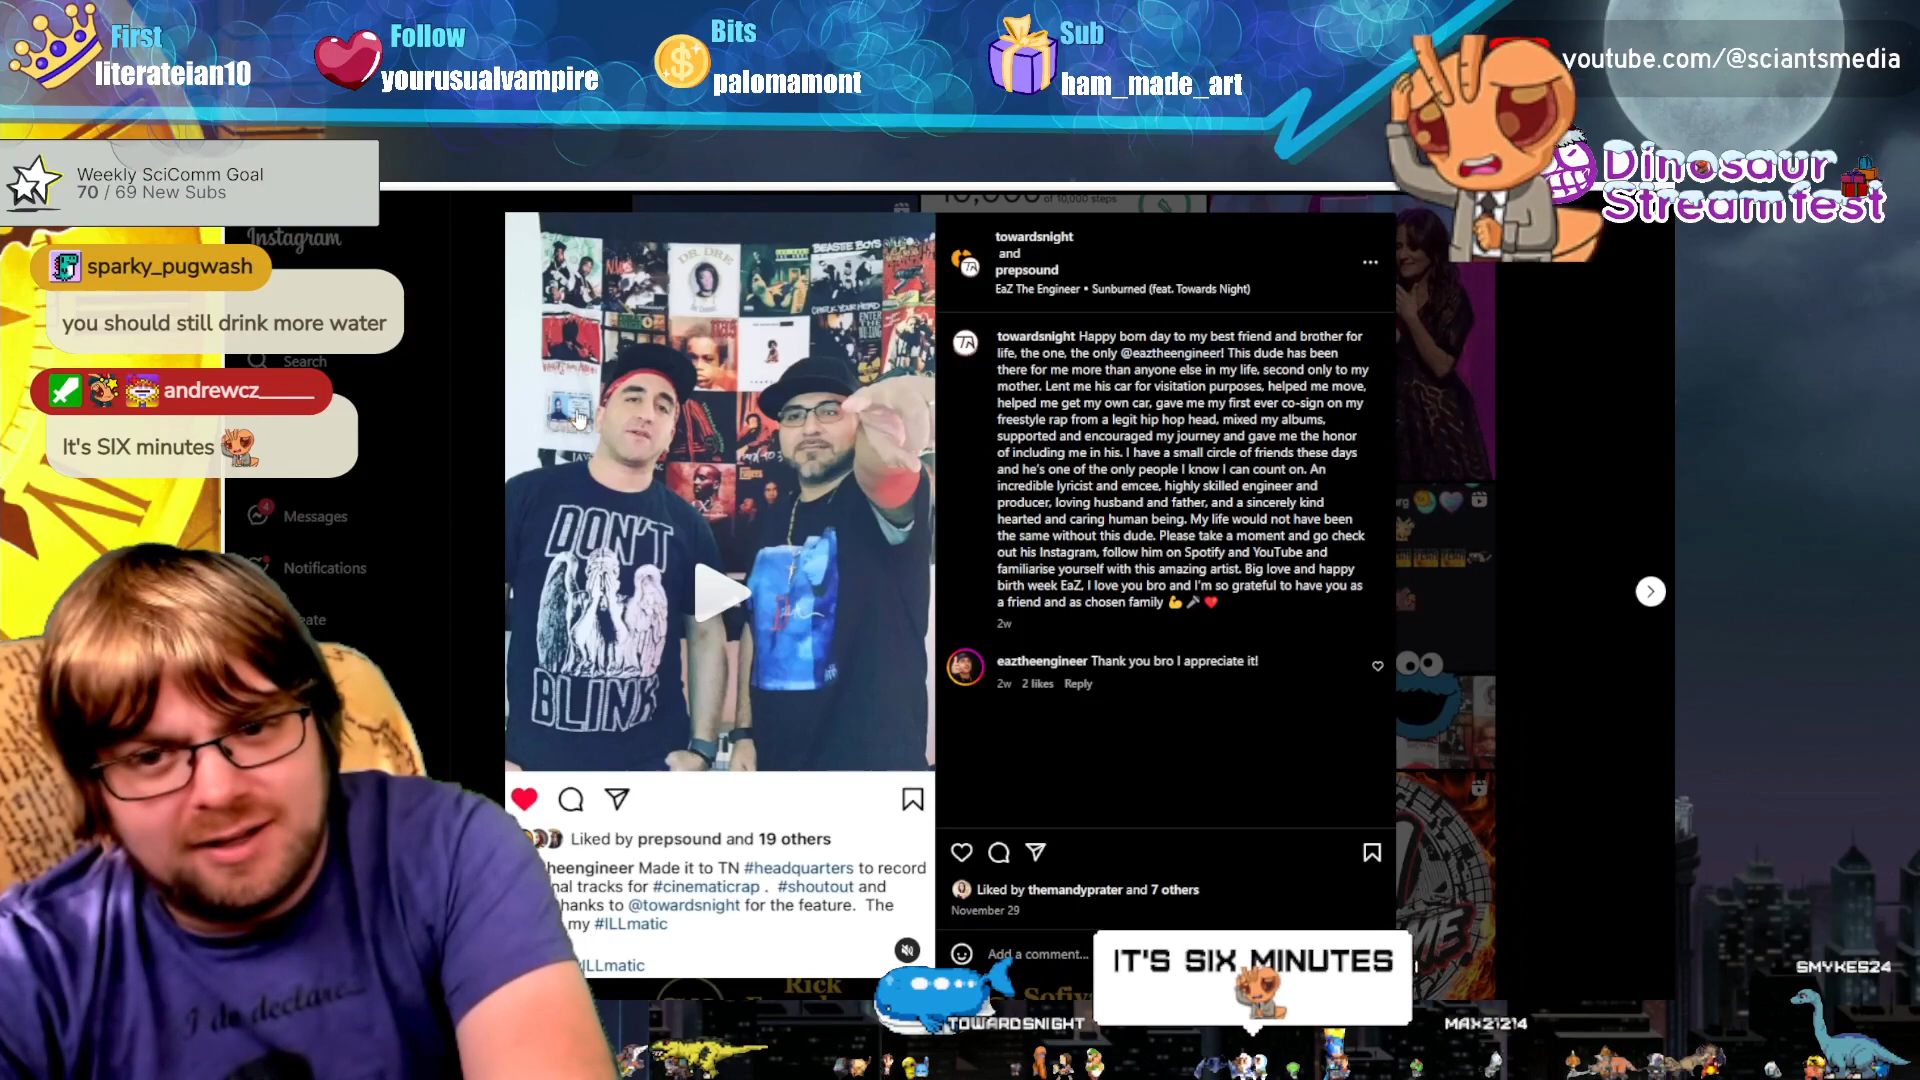 First
literateian10
Follow
yourusualvampire
Bits
palomamont
Sub
ham_made_art
youtube.com/@sciantsmedia
Dinosaur
Streamfest
Weekly SciComm Goal
70 / 69 New Subs
Instagram
sparky_pugwash
you should still drink more water
Search
andrewcz______
It's SIX minutes
Messages
4
Notifications
of 10,000 steps
DR. DRE
BEASTIE BOYS
DON'T
BLINK
Liked by prepsound and 19 others
heengineer Made it to TN #headquarters to record
nal tracks for #cinematicrap . #shoutout and
hanks to @towardsnight for the feature. The
my #ILLmatic
ILLmatic
towardsnight
and
prepsound
EaZ The Engineer • Sunburned (feat. Towards Night)
towardsnight Happy born day to my best friend and brother for
life, the one, the only @eaztheengineer! This dude has been
there for me more than anyone else in my life, second only to my
mother. Lent me his car for visitation purposes, helped me move,
helped me get my own car, gave me my first ever co-sign on my
freestyle rap from a legit hip hop head, mixed my albums,
supported and encouraged my journey and gave me the honor
of including me in his. I have a small circle of friends these days
and he's one of the only people I know I can count on. An
incredible lyricist and emcee, highly skilled engineer and
producer, loving husband and father, and a sincerely kind
hearted and caring human being. My life would not have been
the same without this dude. Please take a moment and go check
out his Instagram, follow him on Spotify and YouTube and
familiarise yourself with this amazing artist. Big love and happy
birth week EaZ, I love you bro and I'm so grateful to have you as
a friend and as chosen family 💪 🎤 ❤️
2w
eaztheengineer Thank you bro I appreciate it!
2w 2 likes Reply
Liked by themandyprater and 7 others
November 29
Add a comment...
IT'S SIX MINUTES
I do declare...
Rick
TOWARDSNIGHT
MAX21214
SMYKES24